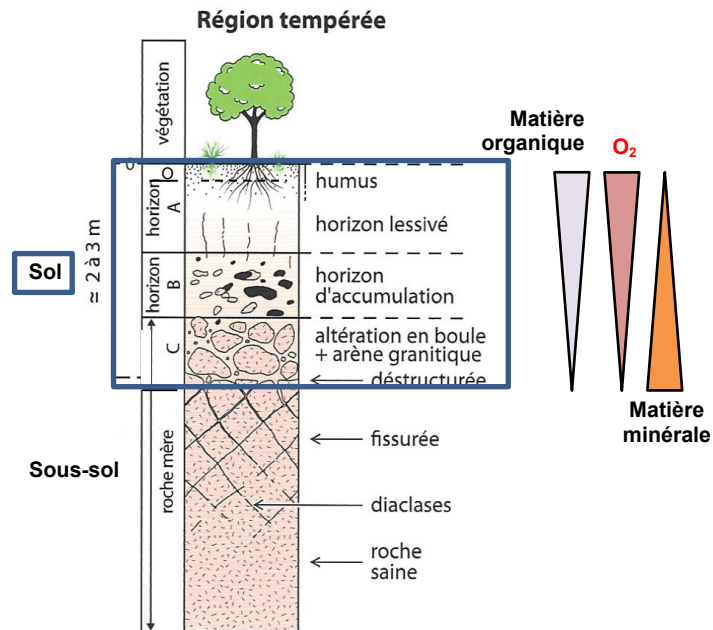 Région tempérée
végétation
Matière
organique
O₂
0
O
humus
horizon
A
horizon lessivé
≃ 2 à 3 m
Sol
horizon
B
horizon
d'accumulation
C
altération en boule
+ arène granitique
déstructurée
Matière
minérale
fissurée
Sous-sol
roche mère
diaclases
roche
saine